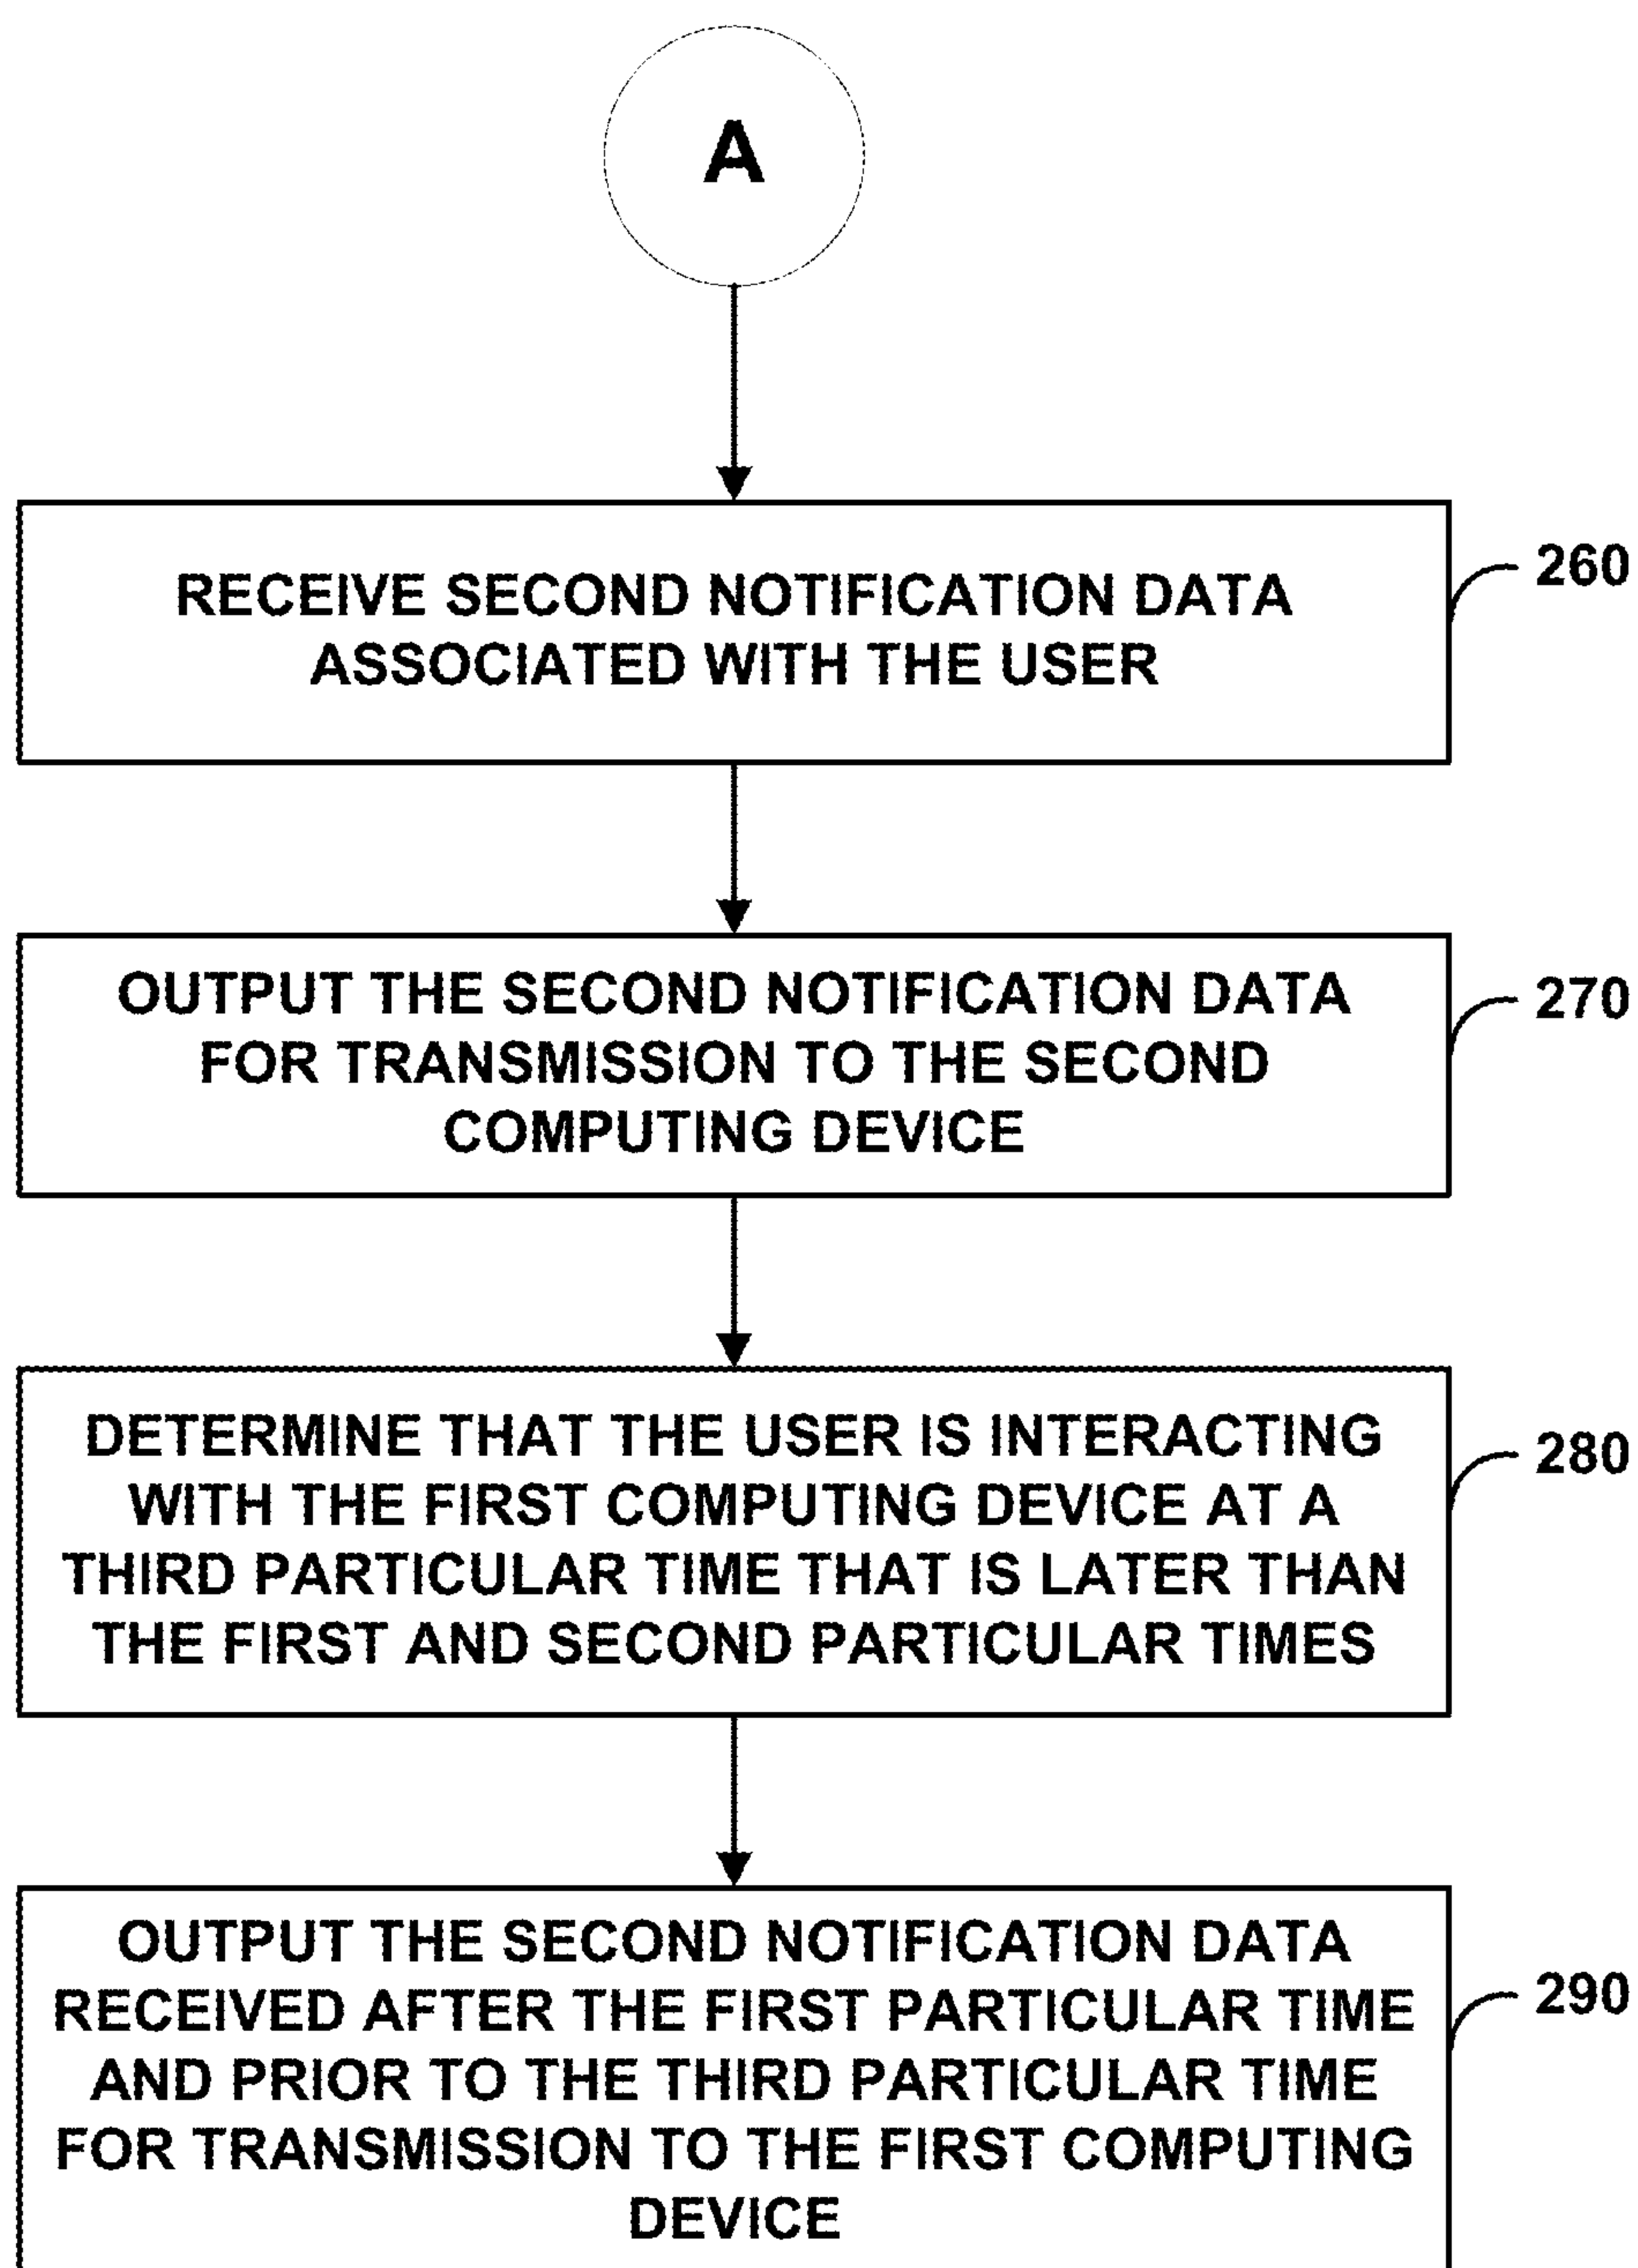 A
RECEIVE SECOND NOTIFICATION DATA
ASSOCIATED WITH THE USER
260
OUTPUT THE SECOND NOTIFICATION DATA
FOR TRANSMISSION TO THE SECOND
COMPUTING DEVICE
270
DETERMINE THAT THE USER IS INTERACTING
WITH THE FIRST COMPUTING DEVICE AT A
THIRD PARTICULAR TIME THAT IS LATER THAN
THE FIRST AND SECOND PARTICULAR TIMES
280
OUTPUT THE SECOND NOTIFICATION DATA
RECEIVED AFTER THE FIRST PARTICULAR TIME
AND PRIOR TO THE THIRD PARTICULAR TIME
FOR TRANSMISSION TO THE FIRST COMPUTING
DEVICE
290